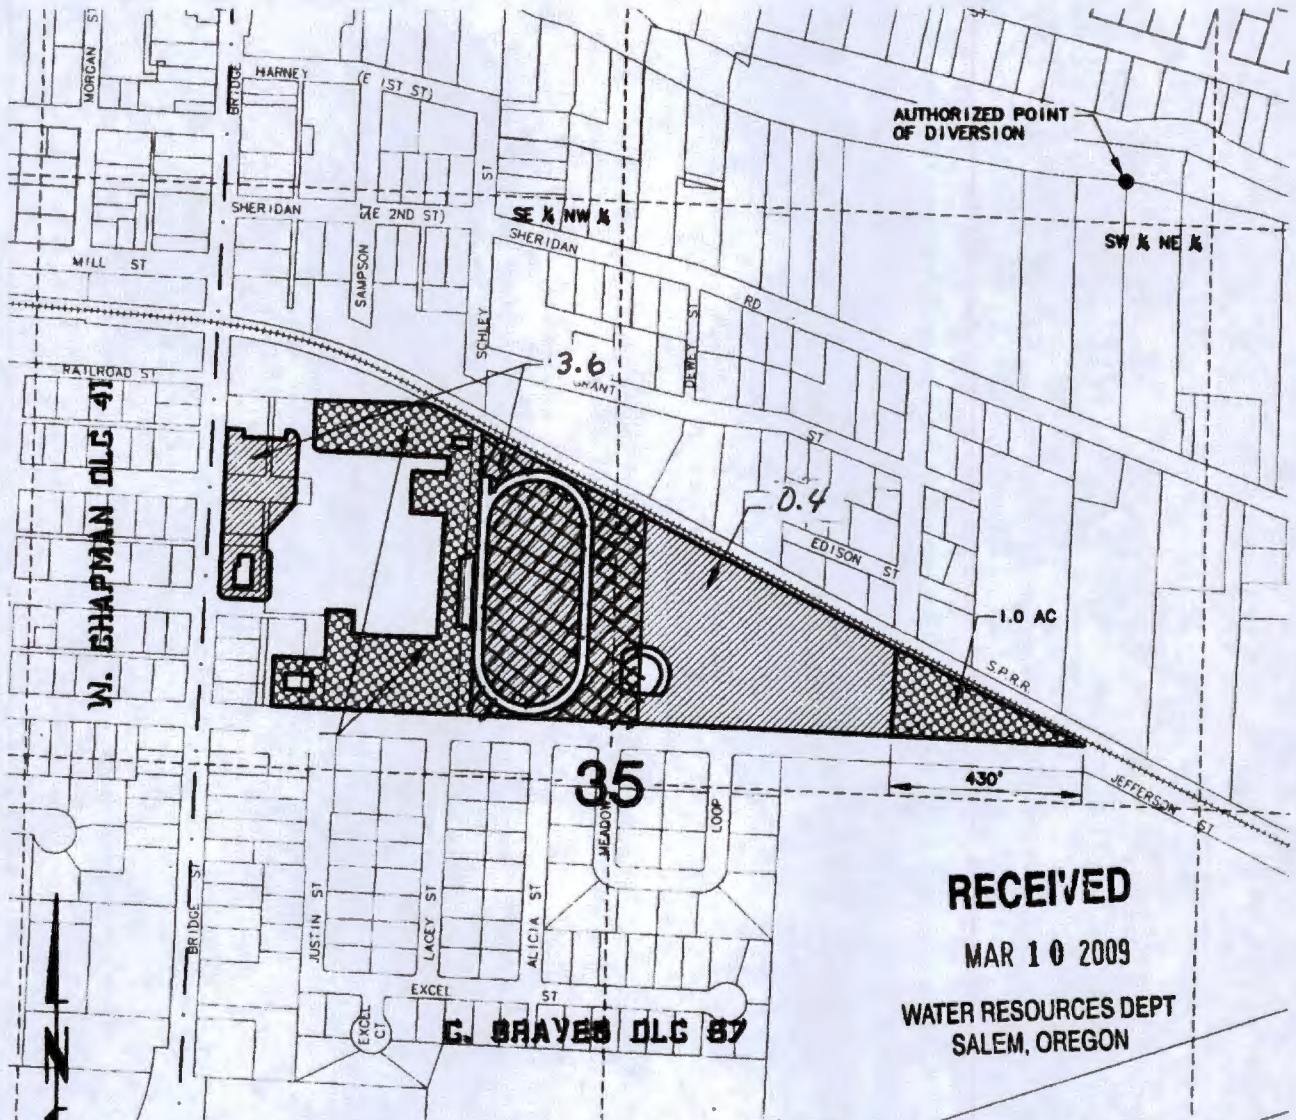 MORGAN ST
BRIDGE
HARNEY
(E 1ST ST)
ST
ST
AUTHORIZED POINT
OF DIVERSION
SHERIDAN
(E 2ND ST)
SE ¼ NW ¼
SHERIDAN
RD
SW ¼ NE ¼
MILL ST
SAMPSON
SCHLEY
DEWEY ST
RAILROAD ST
3.6
GRANT
ST
W. CHAPMAN DLC 41
0.4
EDISON ST
1.0 AC
S.P.R.R.
35
430'
JEFFERSON ST
MEADOW
LOOP
BRIDGE ST
JUSTIN ST
LACEY ST
ALICIA ST
EXCEL ST
EXCEL
CT
C. GRAVES DLC 87
N
RECEIVED
MAR 10 2009
WATER RESOURCES DEPT
SALEM, OREGON